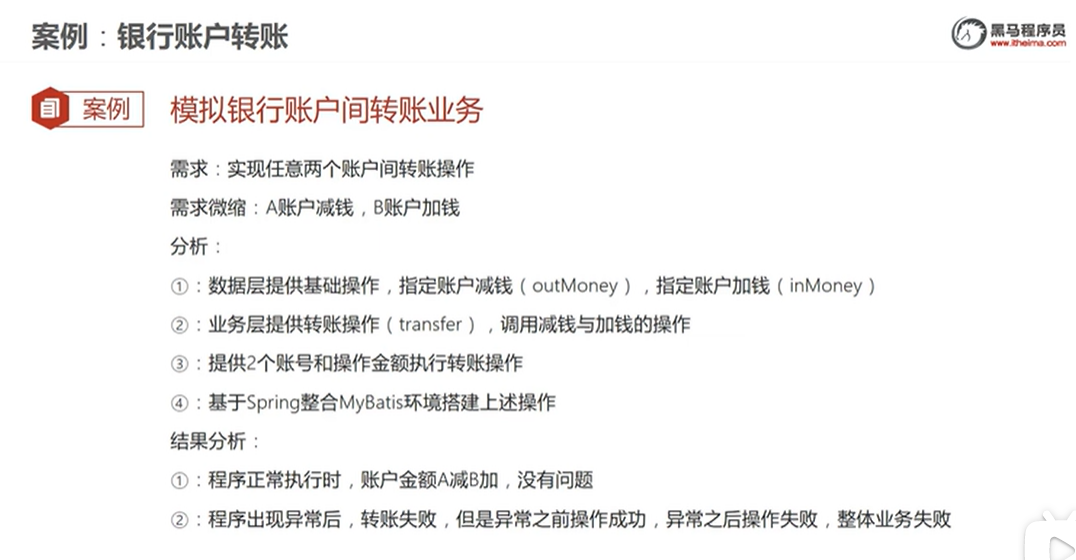 案例：银行账户转账
黑马程序员
www.itheima.com
案例
模拟银行账户间转账业务
需求：实现任意两个账户间转账操作
需求微缩：A账户减钱，B账户加钱
分析：
①：数据层提供基础操作，指定账户减钱（outMoney），指定账户加钱（inMoney）
②：业务层提供转账操作（transfer），调用减钱与加钱的操作
③：提供2个账号和操作金额执行转账操作
④：基于Spring整合MyBatis环境搭建上述操作
结果分析：
①：程序正常执行时，账户金额A减B加，没有问题
②：程序出现异常后，转账失败，但是异常之前操作成功，异常之后操作失败，整体业务失败